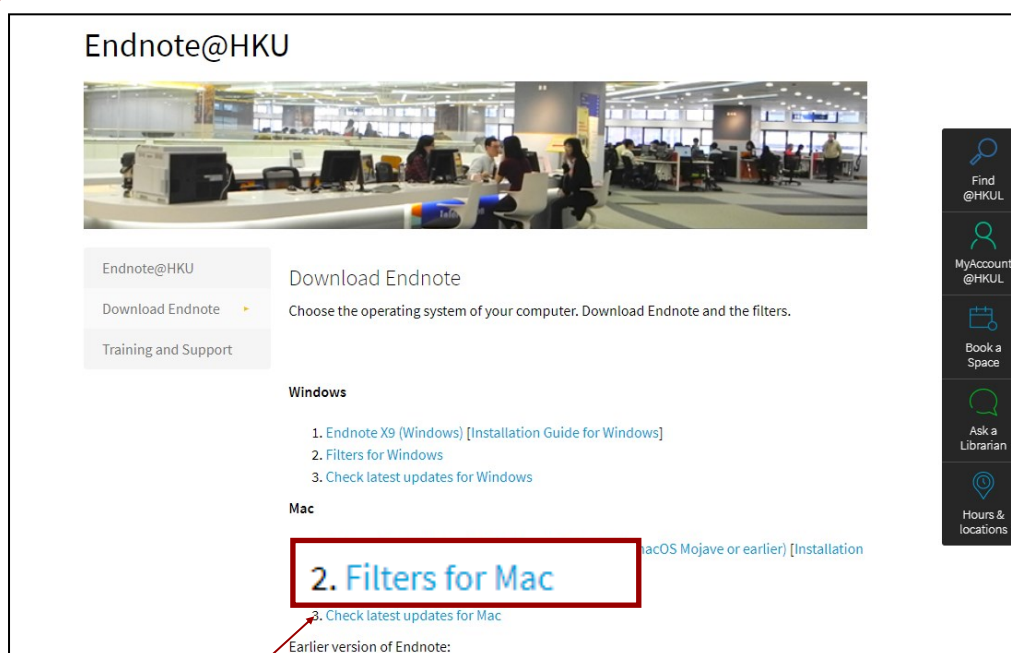 Endnote@HKU
Endnote@HKU
Download Endnote
Training and Support
Download Endnote
Choose the operating system of your computer. Download Endnote and the filters.
Windows
1. Endnote X9 (Windows) [Installation Guide for Windows]
2. Filters for Windows
3. Check latest updates for Windows
Mac
macOS Mojave or earlier) [Installation
2. Filters for Mac
3. Check latest updates for Mac
Earlier version of Endnote:
Find
@HKUL
MyAccount
@HKUL
Book a
Space
Ask a
Librarian
Hours &
locations